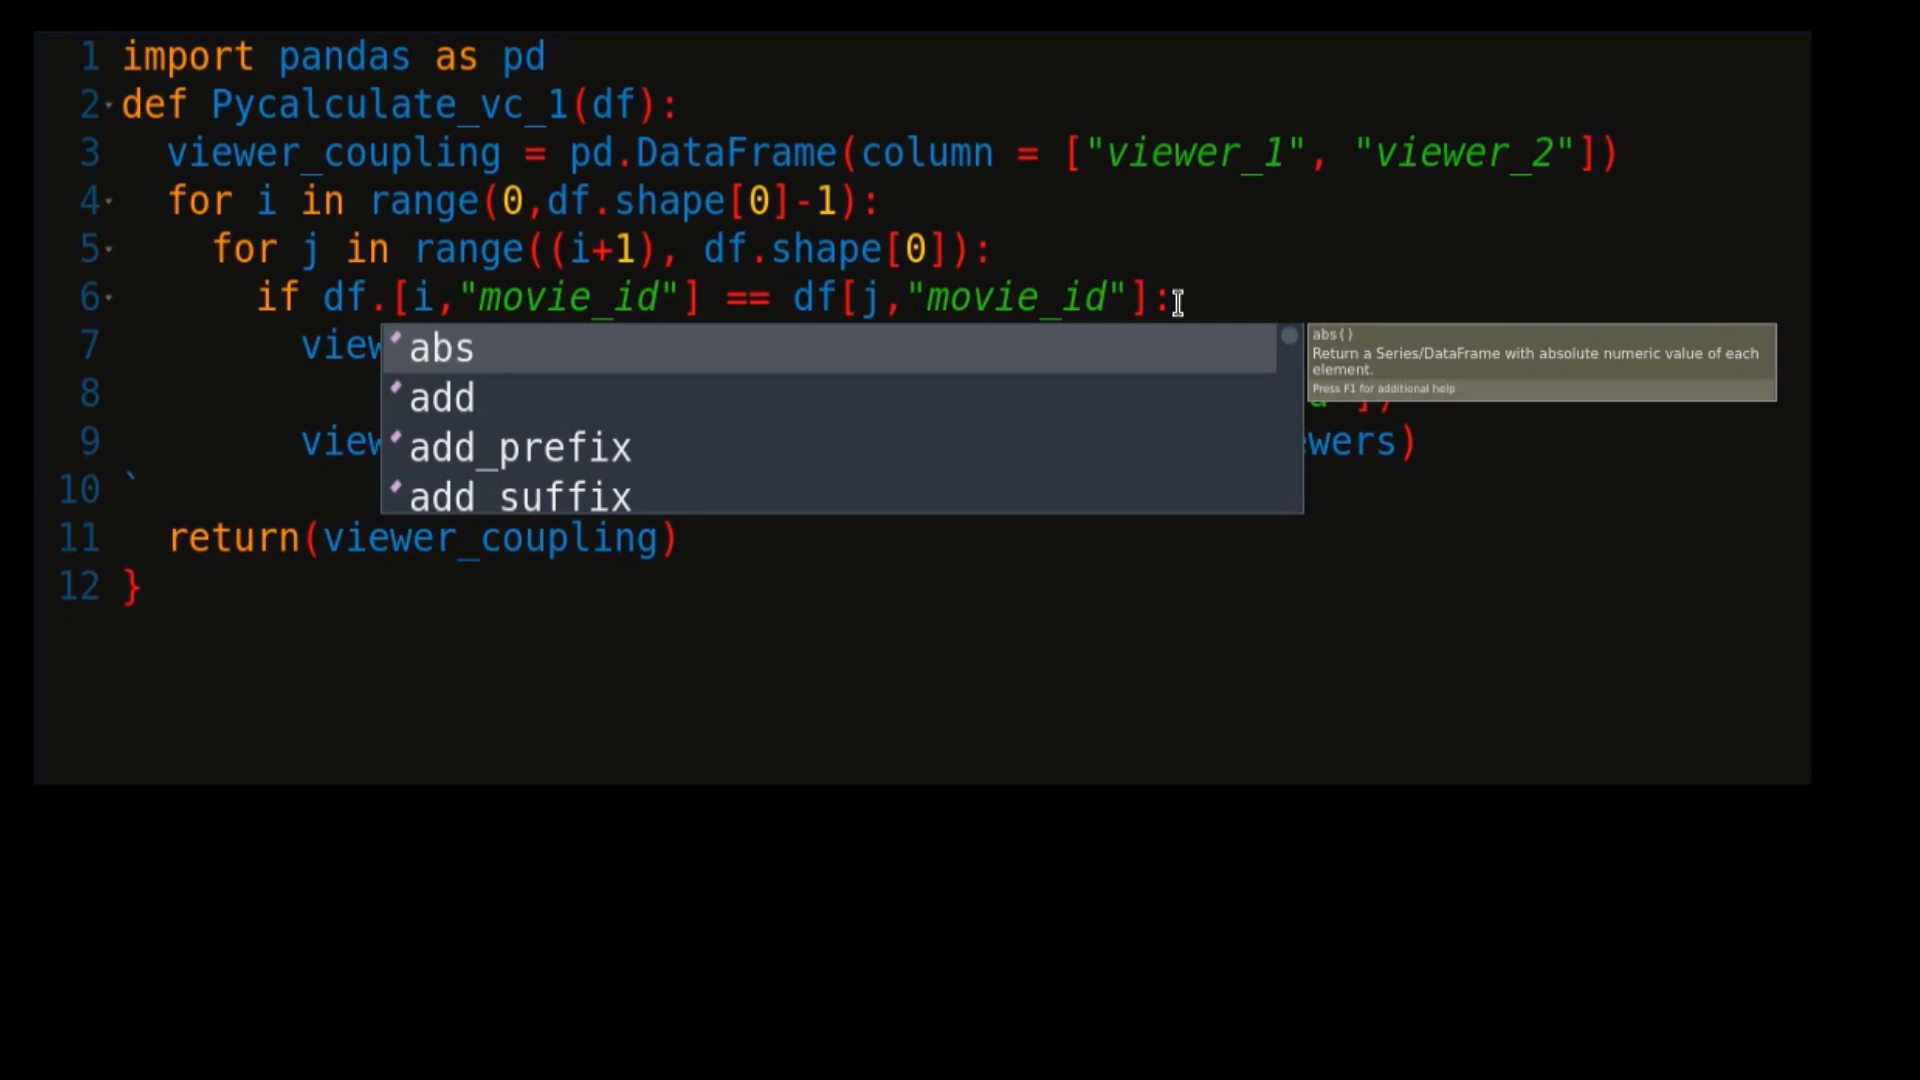 1 import pandas as pd
2 def Pycalculate_vc_1(df):
3 viewer_coupling = pd.DataFrame(column = ["viewer_1", "viewer_2"])
4 for i in range(0,df.shape[0]-1):
5 for j in range((i+1), df.shape[0]):
6 if df.[i,"movie_id"] == df[j,"movie_id"]:
7 view
abs
abs()
Return a Series/DataFrame with absolute numeric value of each
element.
Press F1 for additional help
8
add
9 view ewers)
add_prefix
10 `
add_suffix
11 return(viewer_coupling)
12 }